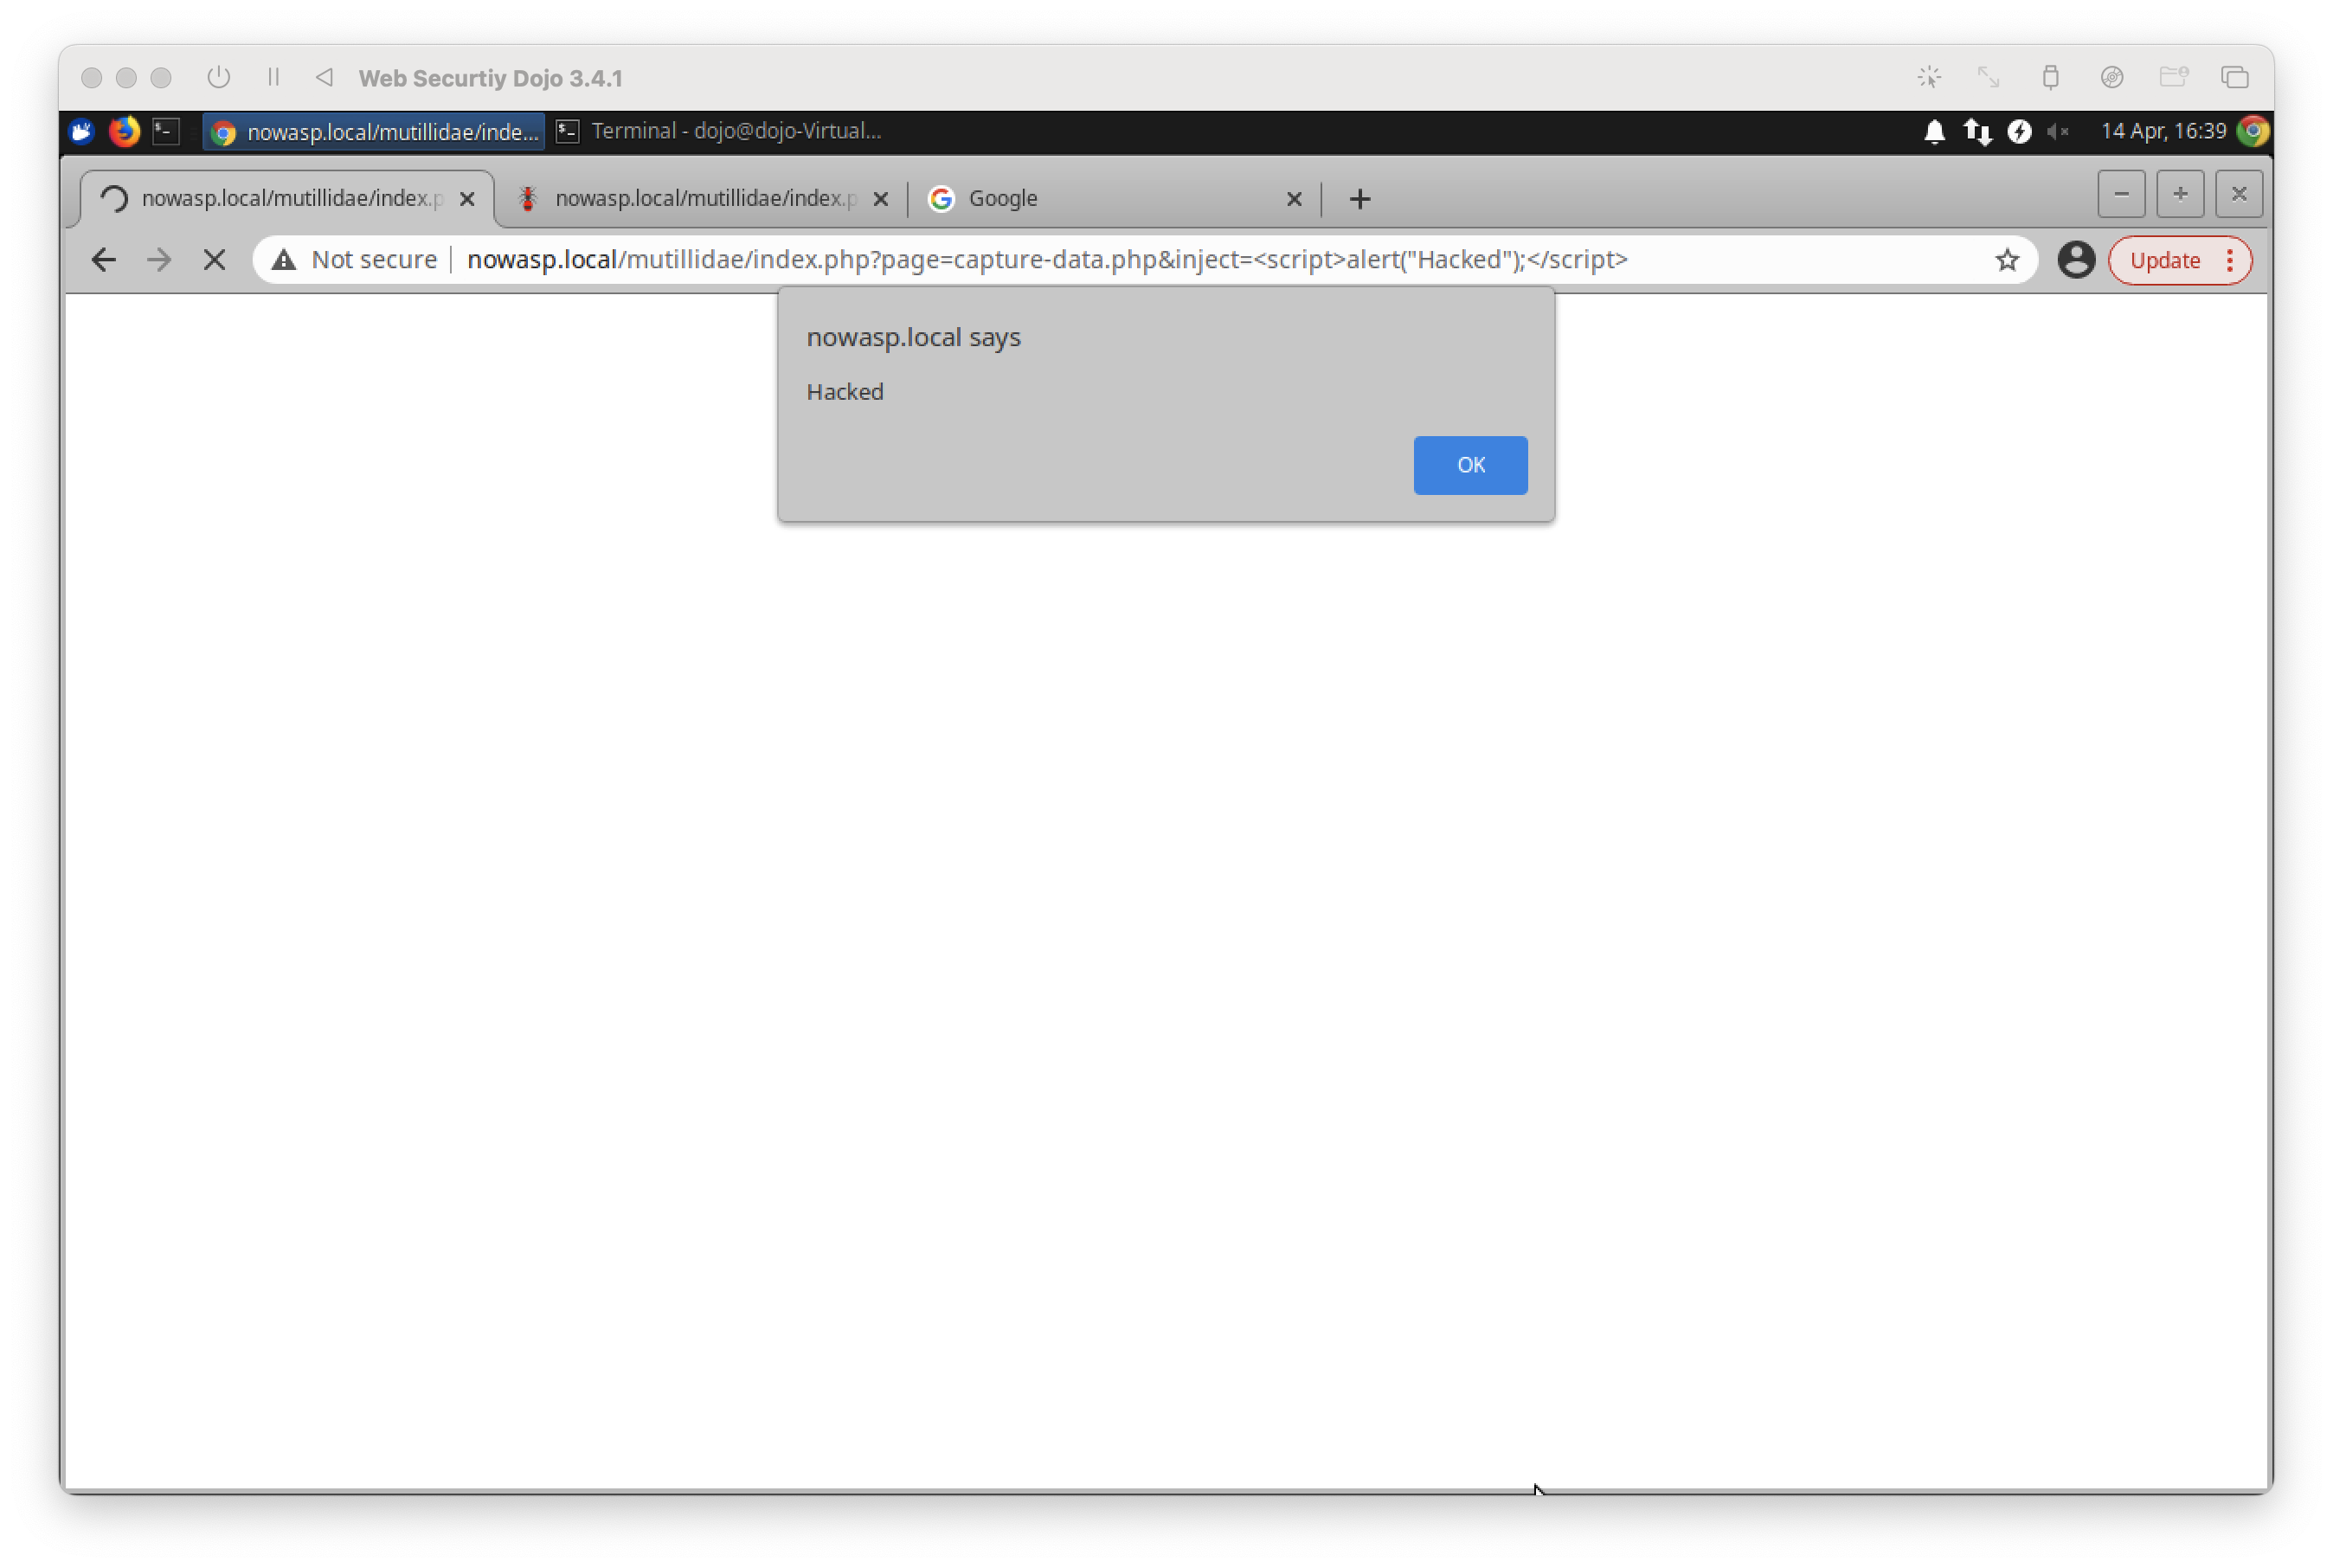 Web Securtiy Dojo 3.4.1
nowasp.local/mutillidae/inde... Terminal - dojo@dojo-Virtual... 14 Apr, 16:39
nowasp.local/mutillidae/index.p nowasp.local/mutillidae/index.p Google
Not secure nowasp.local/mutillidae/index.php?page=capture-data.php&inject=<script>alert("Hacked");</script> Update
nowasp.local says
Hacked
OK